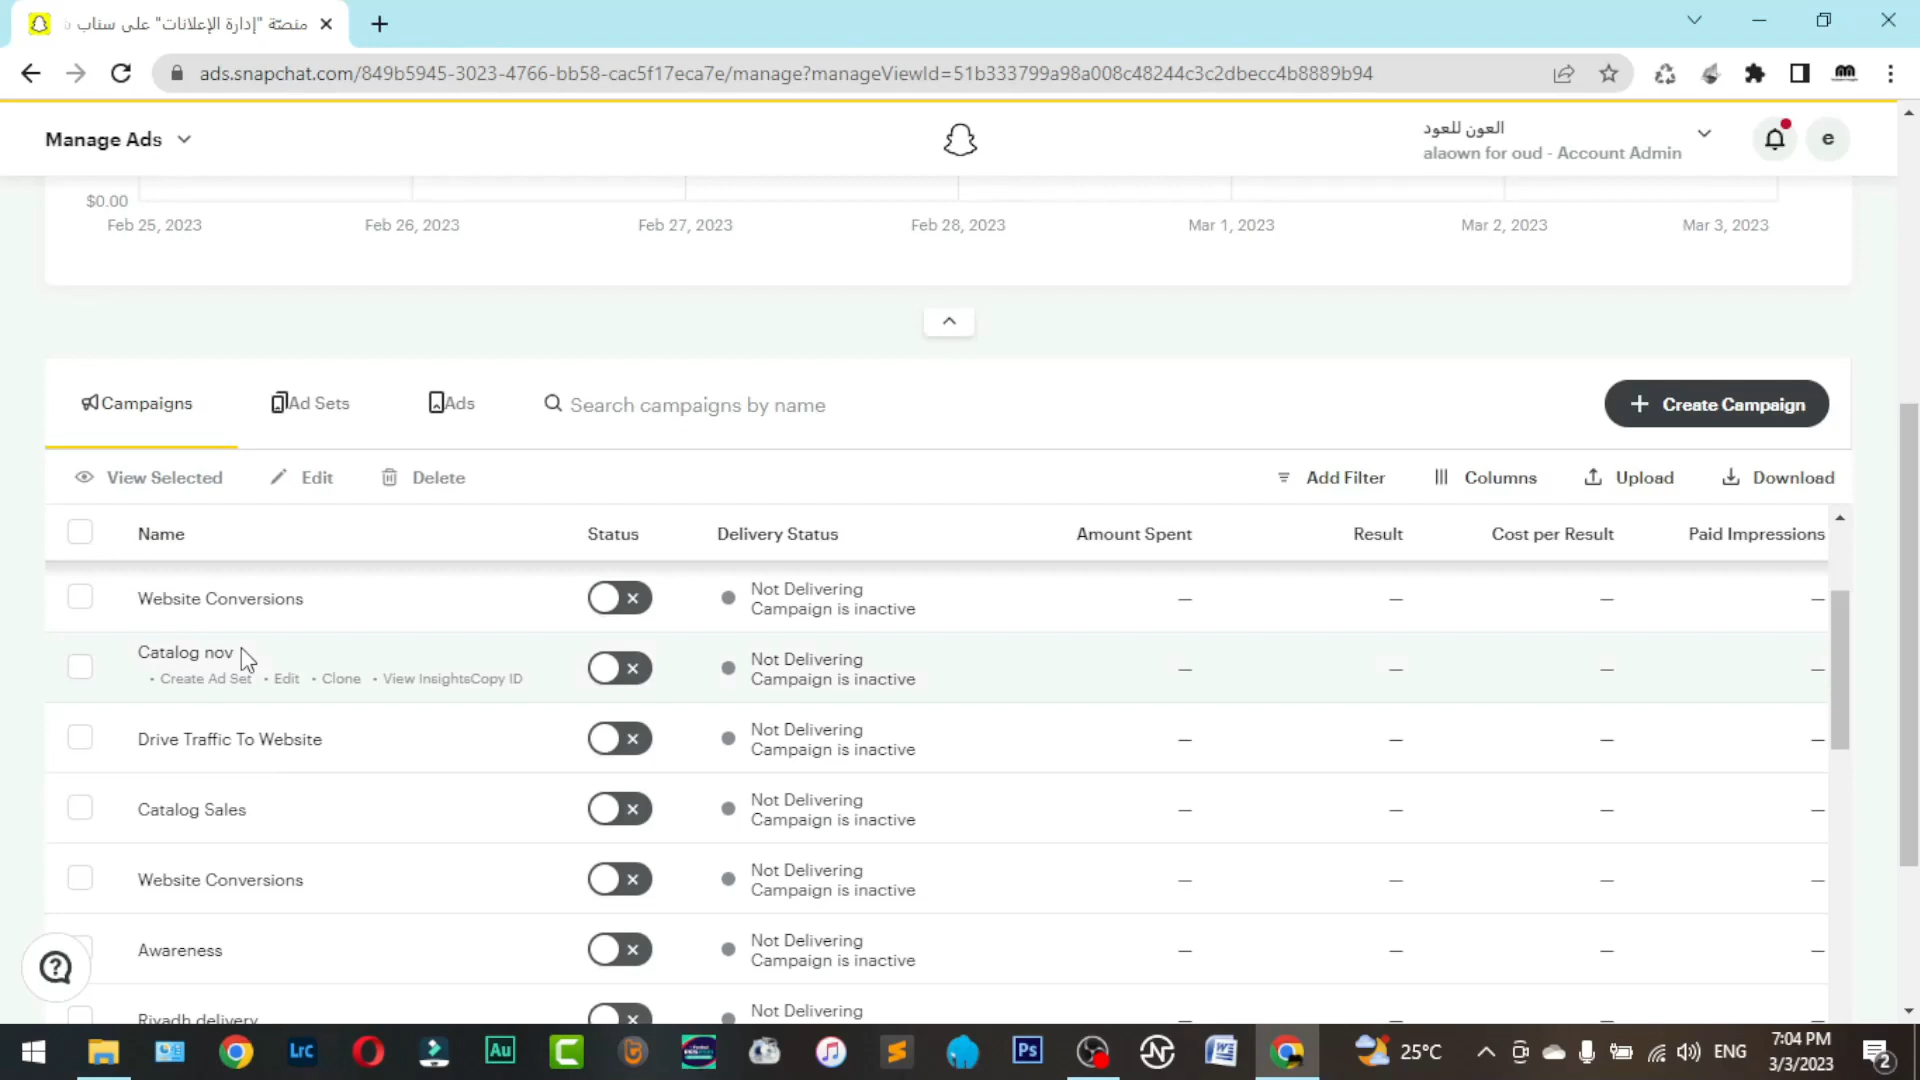 منصّة "إدارة الإعلانات" على سناب
ads.snapchat.com/849b5945-3023-4766-bb58-cac5f17eca7e/manage?manageViewId=51b333799a98a008c48244c3c2dbecc4b8889b94
Manage Ads
العون للعود
alaown for oud - Account Admin
e
$0.00
Feb 25, 2023 Feb 26, 2023 Feb 27, 2023 Feb 28, 2023 Mar 1, 2023 Mar 2, 2023 Mar 3, 2023
Campaigns Ad Sets Ads Search campaigns by name + Create Campaign
View Selected Edit Delete Add Filter Columns Upload Download
Name Status Delivery Status Amount Spent Result Cost per Result Paid Impressions
Website Conversions Not Delivering
Campaign is inactive — — — —
Catalog nov Not Delivering
• Create Ad Set • Edit • Clone • View InsightsCopy ID Campaign is inactive — — — —
Drive Traffic To Website Not Delivering
Campaign is inactive — — — —
Catalog Sales Not Delivering
Campaign is inactive — — — —
Website Conversions Not Delivering
Campaign is inactive — — — —
Awareness Not Delivering
Campaign is inactive — — — —
Riyadh delivery Not Delivering
Lrc Au Ps 25°C ENG 7:04 PM
3/3/2023
2